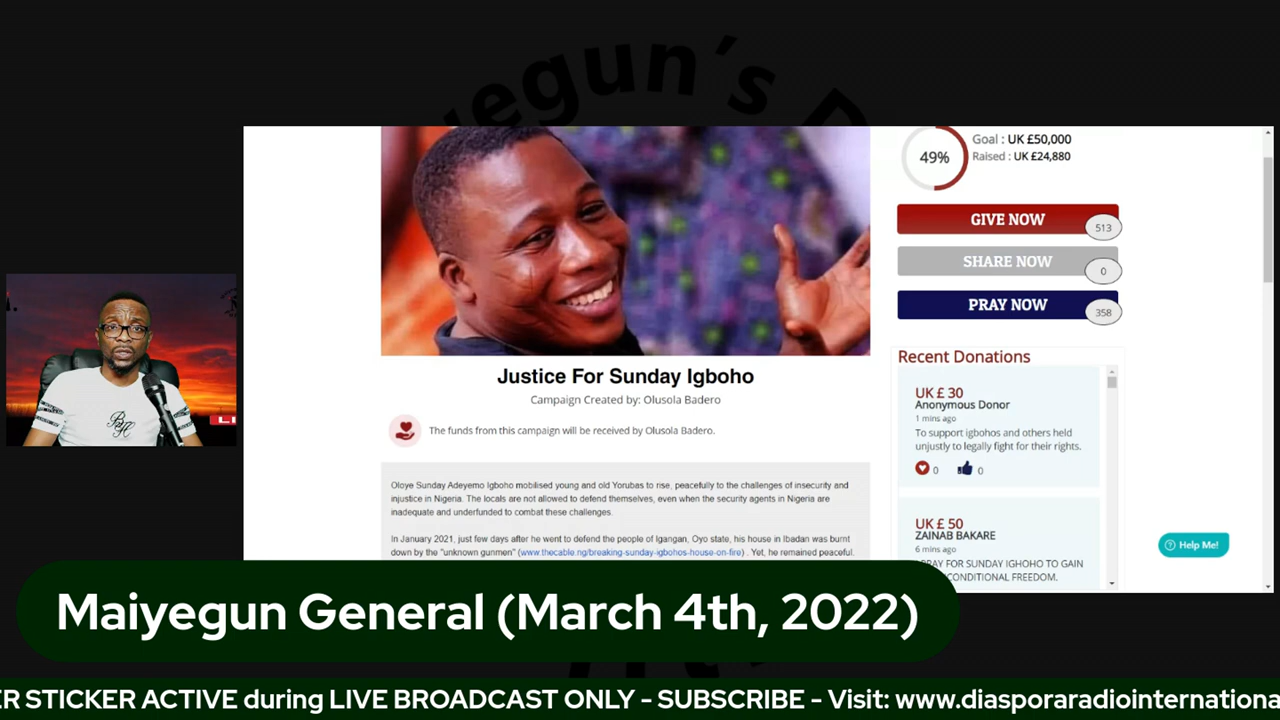 yegun's D
49%
Goal : UK £50,000
Raised : UK £24,880
GIVE NOW
513
SHARE NOW
0
PRAY NOW
358
Justice For Sunday Igboho
Campaign Created by: Olusola Badero
The funds from this campaign will be received by Olusola Badero.
Oloye Sunday Adeyemo Igboho mobilised young and old Yorubas to rise, peacefully to the challenges of insecurity and
injustice in Nigeria. The locals are not allowed to defend themselves, even when the security agents in Nigeria are
inadequate and underfunded to combat these challenges.
In January 2021, just few days after he went to defend the people of Igangan, Oyo state, his house in Ibadan was burnt
down by the "unknown gunmen" (www.thecable.ng/breaking-sunday-igbohos-house-on-fire) . Yet, he remained peaceful.
Recent Donations
UK £ 30
Anonymous Donor
1 mins ago
To support igbohos and others held
unjustly to legally fight for their rights.
0 0
UK £ 50
ZAINAB BAKARE
6 mins ago
PRAY FOR SUNDAY IGHOHO TO GAIN
CONDITIONAL FREEDOM.
Help Me!
Maiyegun General (March 4th, 2022)
ER STICKER ACTIVE during LIVE BROADCAST ONLY - SUBSCRIBE - Visit: www.diasporaradiointernationa